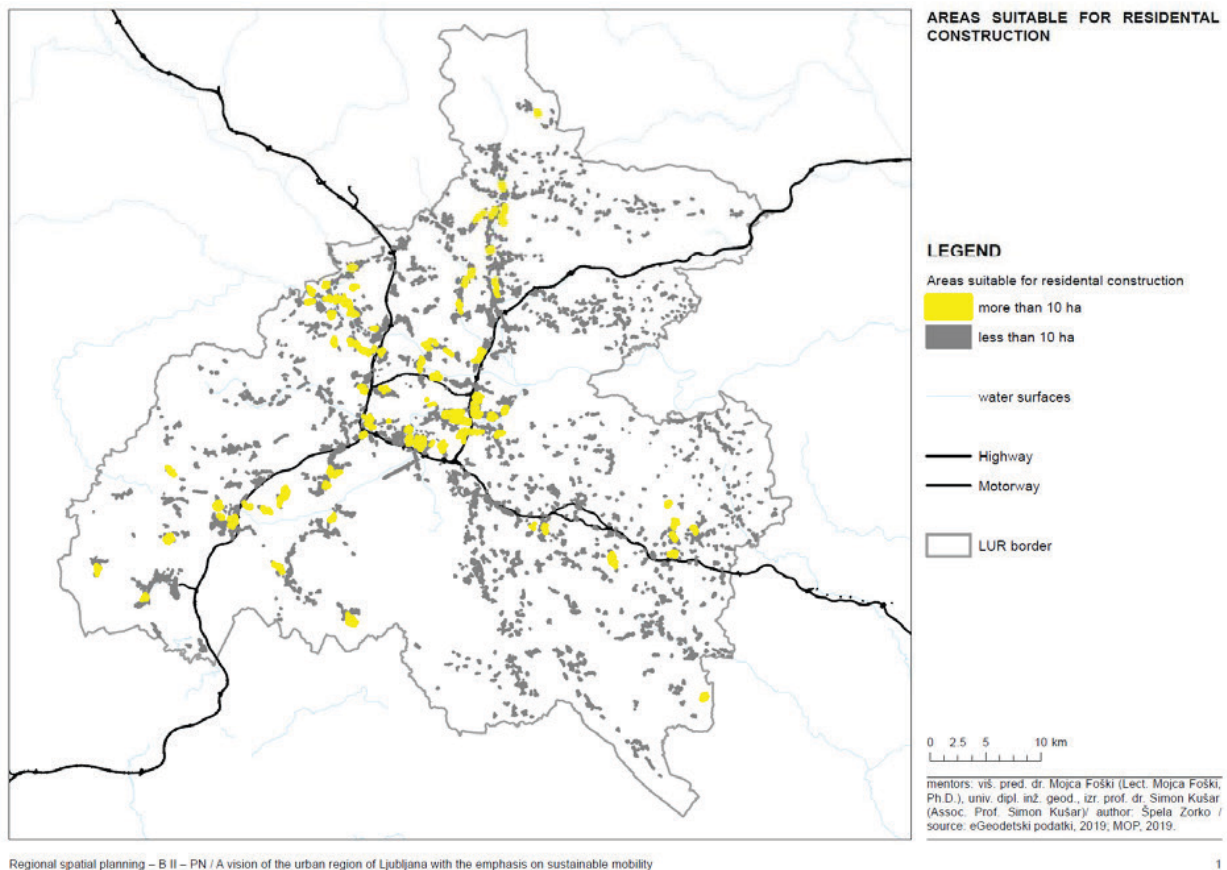 AREAS SUITABLE FOR RESIDENTAL
CONSTRUCTION
LEGEND
Areas suitable for residental construction
more than 10 ha
less than 10 ha
water surfaces
Highway
Motorway
LUR border
0 2.5 5 10 km
mentors: viš. pred. dr. Mojca Foški (Lect. Mojca Foški,
Ph.D.), univ. dipl. inž. geod., izr. prof. dr. Simon Kušar
(Assoc. Prof. Simon Kušar)/ author: Špela Zorko /
source: eGeodetski podatki, 2019; MOP, 2019.
Regional spatial planning – B II – PN / A vision of the urban region of Ljubljana with the emphasis on sustainable mobility
1